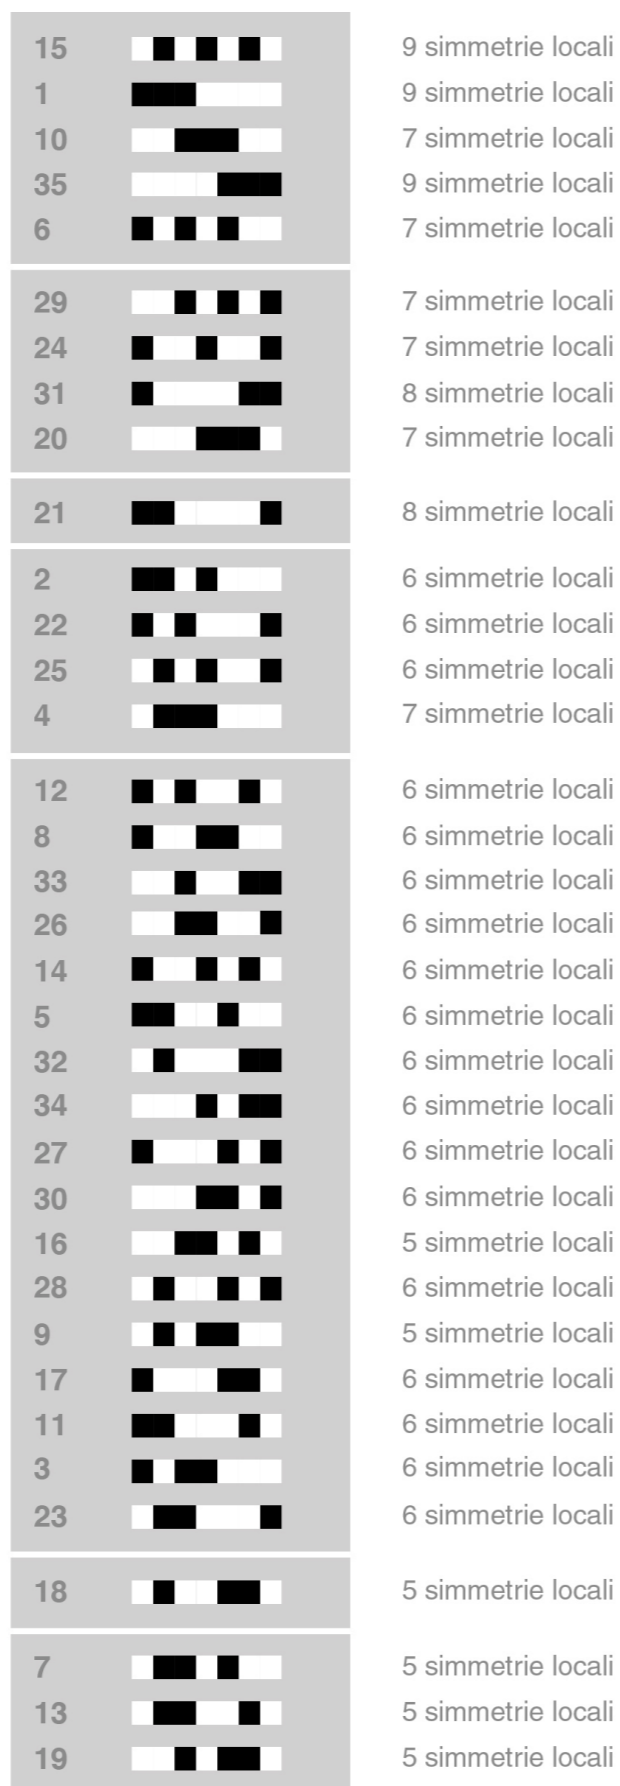 15 9 simmetrie locali
1 9 simmetrie locali
10 7 simmetrie locali
35 9 simmetrie locali
6 7 simmetrie locali
29 7 simmetrie locali
24 7 simmetrie locali
31 8 simmetrie locali
20 7 simmetrie locali
21 8 simmetrie locali
2 6 simmetrie locali
22 6 simmetrie locali
25 6 simmetrie locali
4 7 simmetrie locali
12 6 simmetrie locali
8 6 simmetrie locali
33 6 simmetrie locali
26 6 simmetrie locali
14 6 simmetrie locali
5 6 simmetrie locali
32 6 simmetrie locali
34 6 simmetrie locali
27 6 simmetrie locali
30 6 simmetrie locali
16 5 simmetrie locali
28 6 simmetrie locali
9 5 simmetrie locali
17 6 simmetrie locali
11 6 simmetrie locali
3 6 simmetrie locali
23 6 simmetrie locali
18 5 simmetrie locali
7 5 simmetrie locali
13 5 simmetrie locali
19 5 simmetrie locali